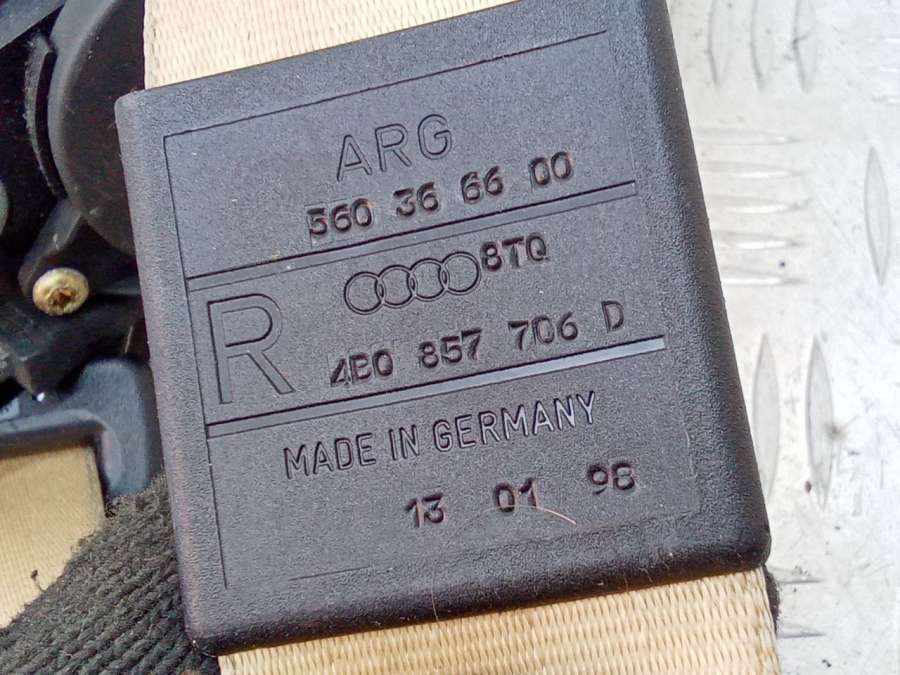 ARG
560 36 66 00
8TQ
R
4B0 857 706 D
MADE IN GERMANY
13 01 98